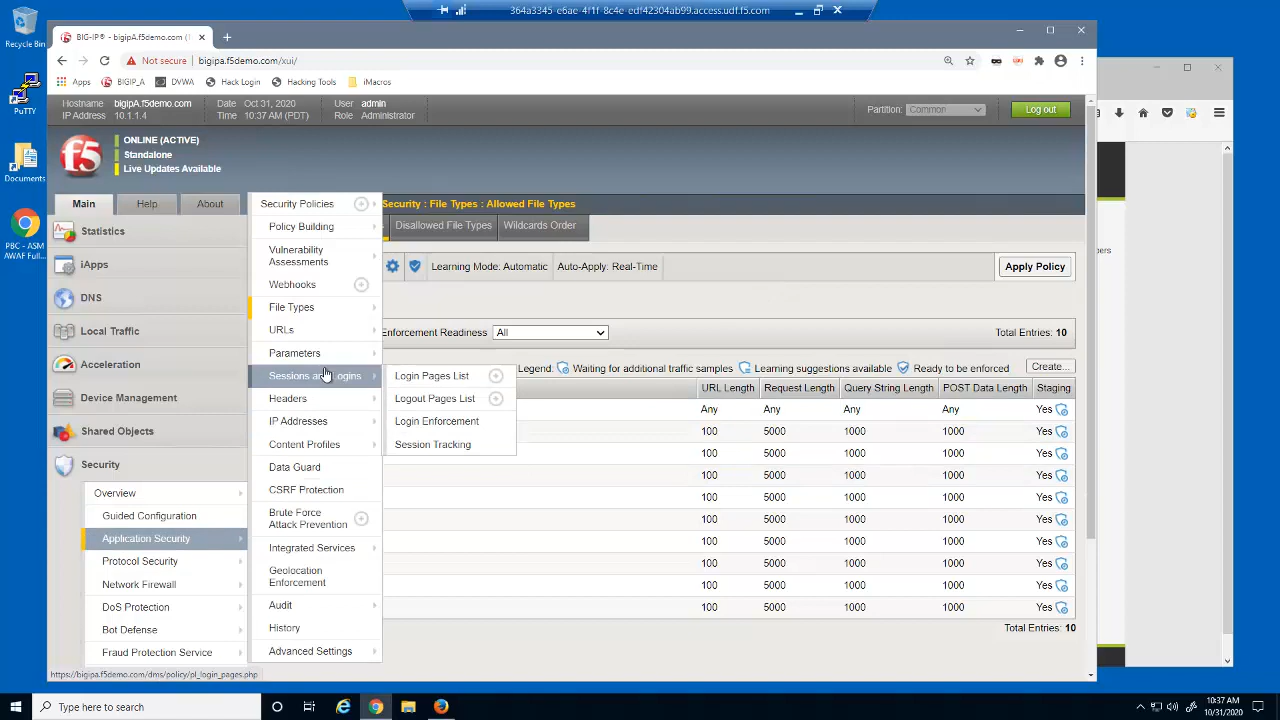 364a3345-e6ae-4f1f-8c4e-edf42304ab99.access.udf.f5.com
Recycle Bin
PuTTY
Documents
PBC - ASM
AWAF Full...
BIG-IP® - bigipA.f5demo.com (1
Not secure
bigipa.f5demo.com/xui/
Apps
BIGIP_A
DVWA
Hack Login
Hacking Tools
iMacros
Hostname bigipA.f5demo.com Date Oct 31, 2020 User admin
IP Address 10.1.1.4 Time 10:37 AM (PDT) Role Administrator
Partition: Common
Log out
f5
ONLINE (ACTIVE)
Standalone
Live Updates Available
Main
Help
About
Security : File Types : Allowed File Types
Disallowed File Types
Wildcards Order
Statistics
iApps
DNS
Local Traffic
Acceleration
Device Management
Shared Objects
Security
Overview
Guided Configuration
Application Security
Protocol Security
Network Firewall
DoS Protection
Bot Defense
Fraud Protection Service
Security Policies
Policy Building
Vulnerability
Assessments
Webhooks
File Types
URLs
Parameters
Sessions and Logins
Headers
IP Addresses
Content Profiles
Data Guard
CSRF Protection
Brute Force
Attack Prevention
Integrated Services
Geolocation
Enforcement
Audit
History
Advanced Settings
Login Pages List
Logout Pages List
Login Enforcement
Session Tracking
Learning Mode: Automatic
Auto-Apply: Real-Time
Apply Policy
Enforcement Readiness All
Total Entries: 10
Legend: Waiting for additional traffic samples Learning suggestions available Ready to be enforced
Create...
URL Length Request Length Query String Length POST Data Length Staging
Any Any Any Any Yes
100 5000 1000 1000 Yes
100 5000 1000 1000 Yes
100 5000 1000 1000 Yes
100 5000 1000 1000 Yes
100 5000 1000 1000 Yes
100 5000 1000 1000 Yes
100 5000 1000 1000 Yes
100 5000 1000 1000 Yes
100 5000 1000 1000 Yes
Total Entries: 10
https://bigipa.f5demo.com/dms/policy/pl_login_pages.php
Type here to search
10:37 AM
10/31/2020